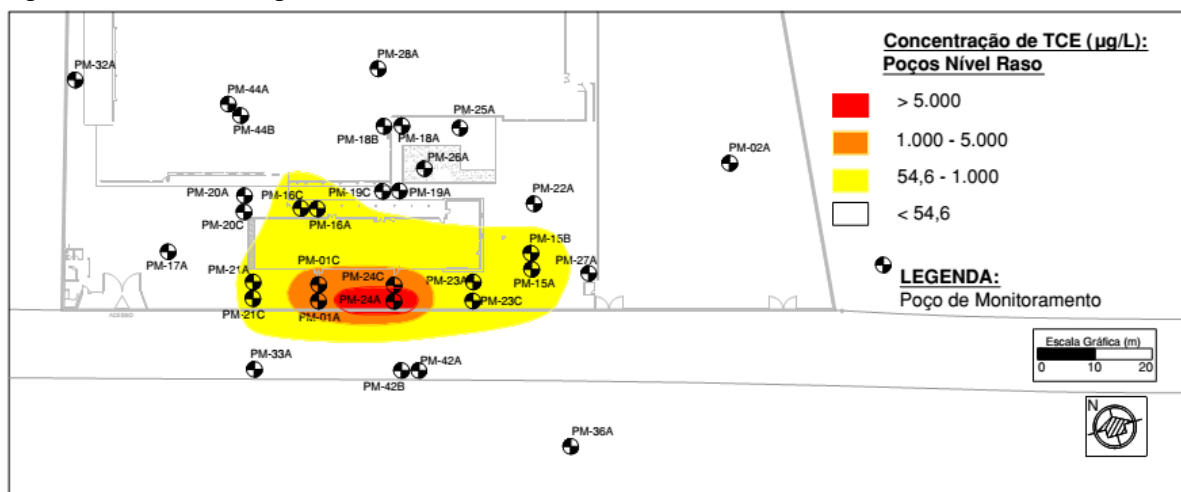 PM-32A
PM-28A
PM-44A
PM-44B
PM-25A
PM-18B
PM-18A
PM-26A
PM-02A
PM-20A
PM-16C
PM-19C
PM-19A
PM-22A
PM-20C
PM-16A
PM-17A
PM-15B
PM-01C
PM-21A
PM-24C
PM-23A
PM-15A
PM-27A
PM-24A
PM-23C
PM-21C
PM-01A
ACESSO
PM-33A
PM-42A
PM-42B
PM-36A
Concentração de TCE (µg/L):
Poços Nível Raso
> 5.000
1.000 - 5.000
54,6 - 1.000
< 54,6
LEGENDA:
Poço de Monitoramento
Escala Gráfica (m)
0 10 20
N